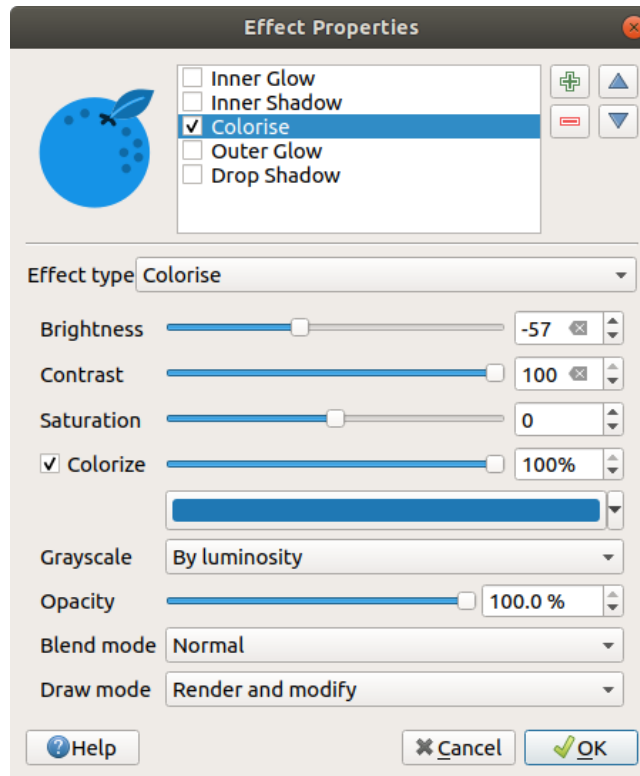 Effect Properties
Inner Glow
Inner Shadow
Colorise
Outer Glow
Drop Shadow
Effect type Colorise
Brightness -57
Contrast 100
Saturation 0
Colorize 100%
Grayscale By luminosity
Opacity 100.0 %
Blend mode Normal
Draw mode Render and modify
Help Cancel OK